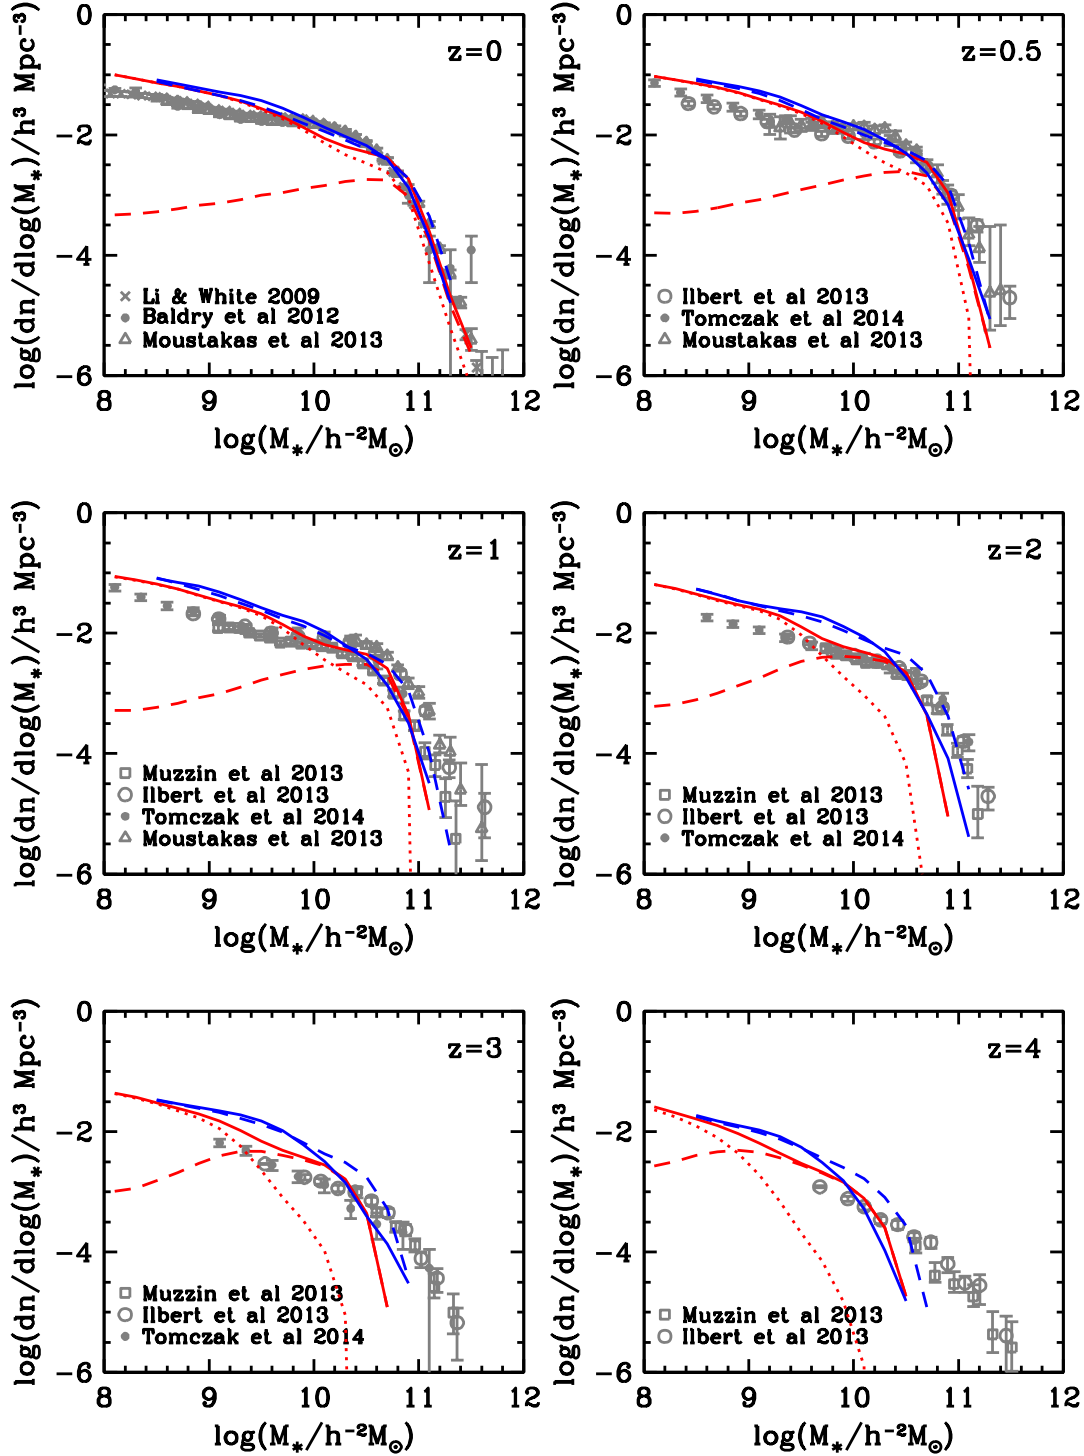 z=0
0
−2
−4
−6
log(dn/dlog(M*)/h³ Mpc⁻³)
Li & White 2009
Baldry et al 2012
Moustakas et al 2013
8 9 10 11 12
log(M*/h⁻²M⊙)
z=0.5
0
−2
−4
−6
log(dn/dlog(M*)/h³ Mpc⁻³)
Ilbert et al 2013
Tomczak et al 2014
Moustakas et al 2013
8 9 10 11 12
log(M*/h⁻²M⊙)
z=1
0
−2
−4
−6
log(dn/dlog(M*)/h³ Mpc⁻³)
Muzzin et al 2013
Ilbert et al 2013
Tomczak et al 2014
Moustakas et al 2013
8 9 10 11 12
log(M*/h⁻²M⊙)
z=2
0
−2
−4
−6
log(dn/dlog(M*)/h³ Mpc⁻³)
Muzzin et al 2013
Ilbert et al 2013
Tomczak et al 2014
8 9 10 11 12
log(M*/h⁻²M⊙)
z=3
0
−2
−4
−6
log(dn/dlog(M*)/h³ Mpc⁻³)
Muzzin et al 2013
Ilbert et al 2013
Tomczak et al 2014
8 9 10 11 12
log(M*/h⁻²M⊙)
z=4
0
−2
−4
−6
log(dn/dlog(M*)/h³ Mpc⁻³)
Muzzin et al 2013
Ilbert et al 2013
8 9 10 11 12
log(M*/h⁻²M⊙)